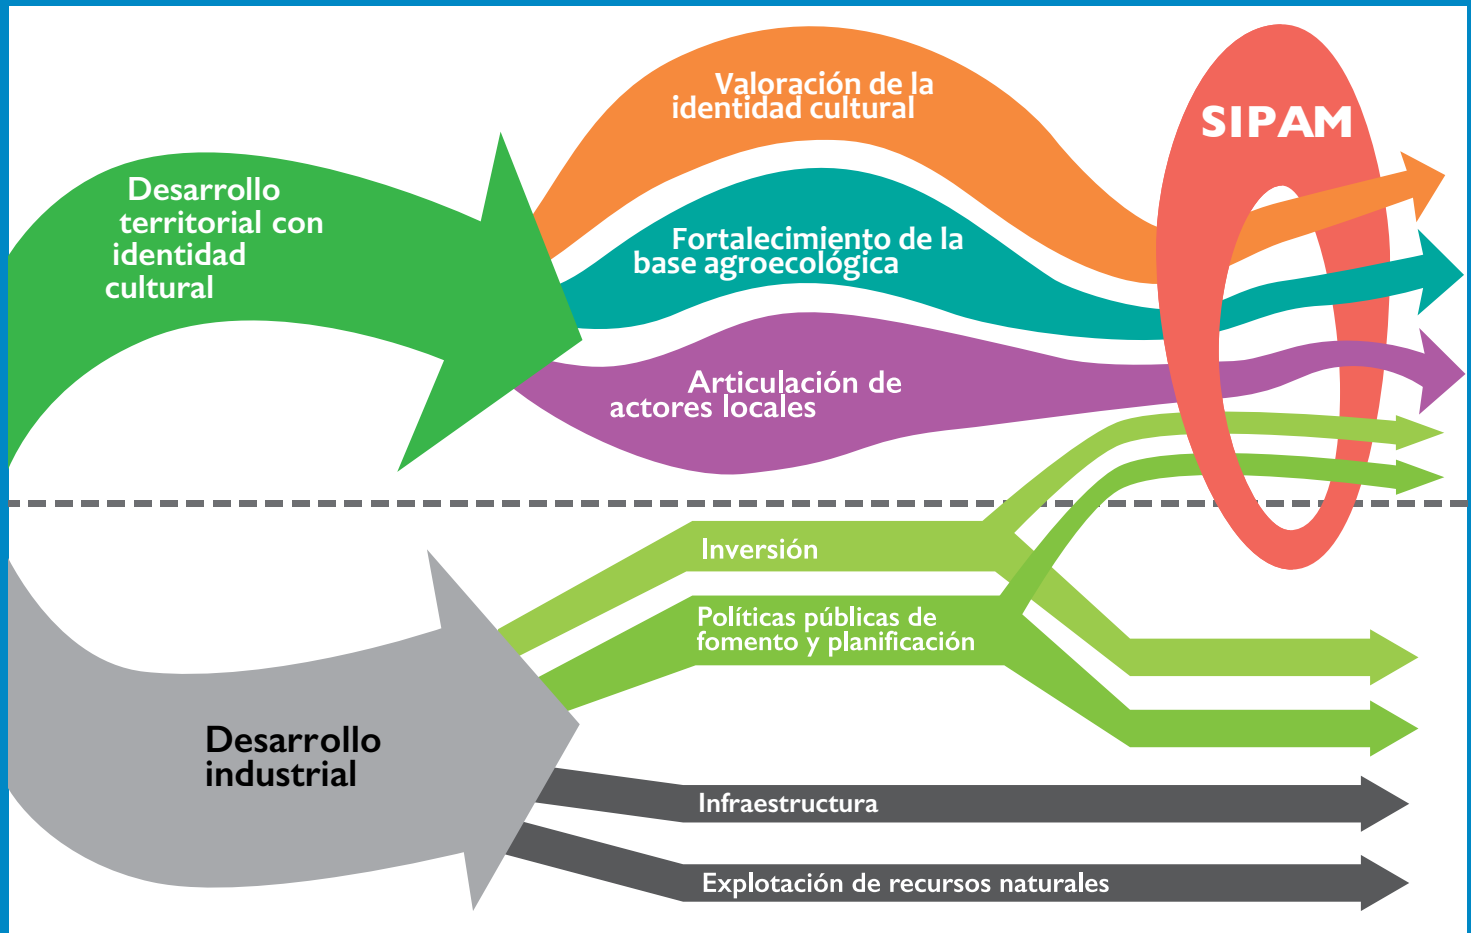 Valoración de la
identidad cultural
SIPAM
Desarrollo
territorial con
identidad
cultural
Fortalecimiento de la
base agroecológica
Articulación de
actores locales
Inversión
Políticas públicas de
fomento y planificación
Desarrollo
industrial
Infraestructura
Explotación de recursos naturales